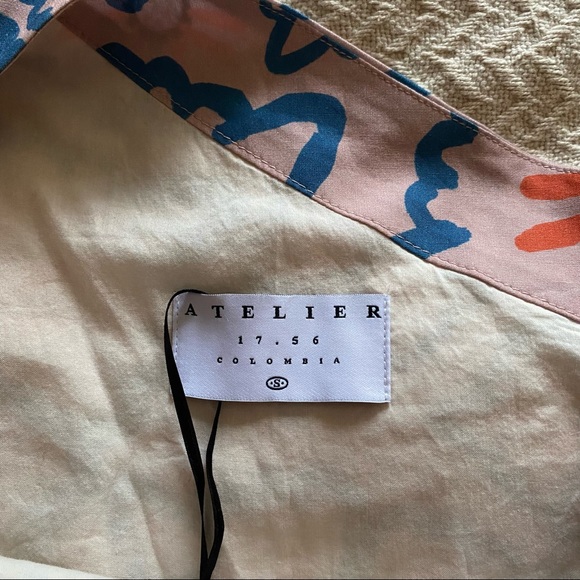 ATELIER
17.56
COLOMBIA
·S·